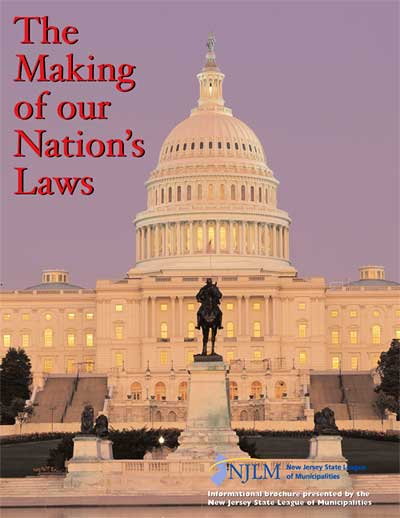 The
Making
of our
Nation's
Laws
NJLM
New Jersey State League
of Municipalities
Informational brochure presented by the
New Jersey State League of Municipalities